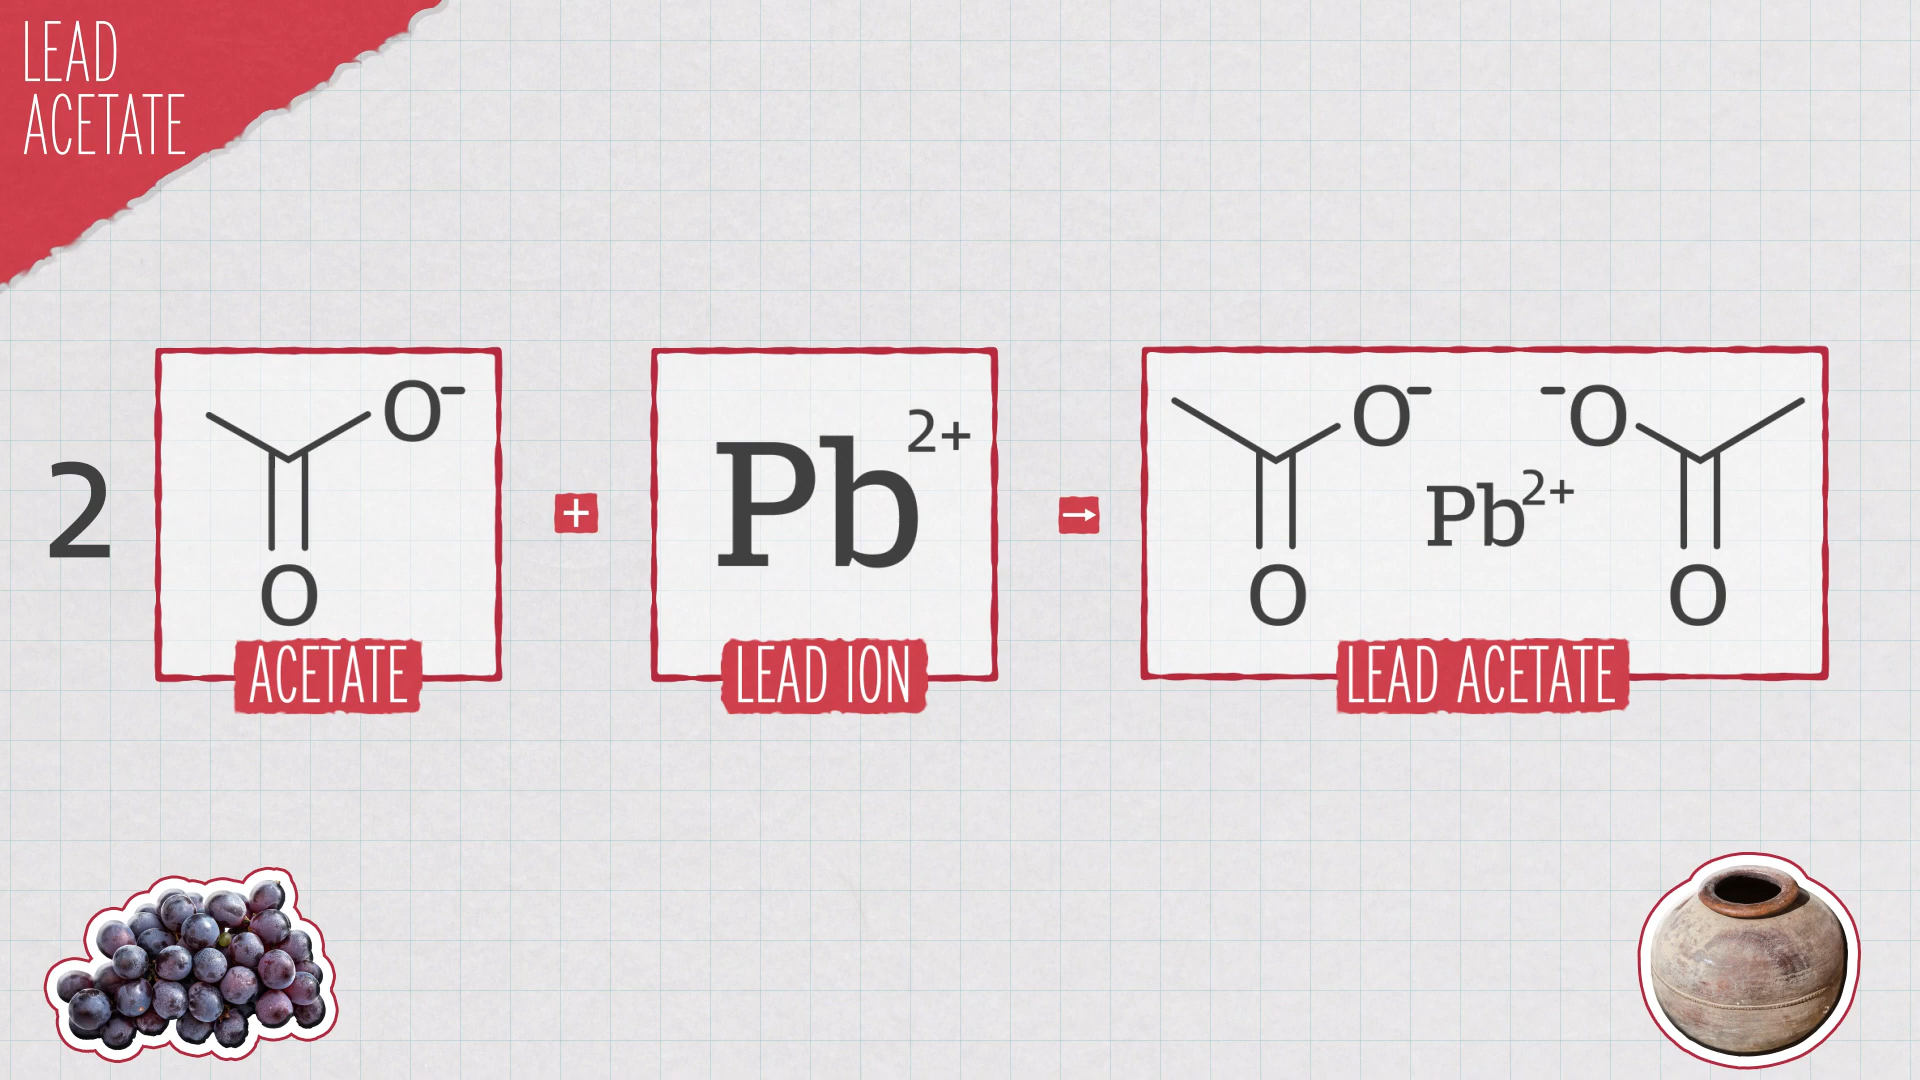 LEAD
ACETATE
2
O⁻
O
ACETATE
+
Pb²⁺
LEAD ION
→
O⁻
⁻O
Pb²⁺
O
O
LEAD ACETATE